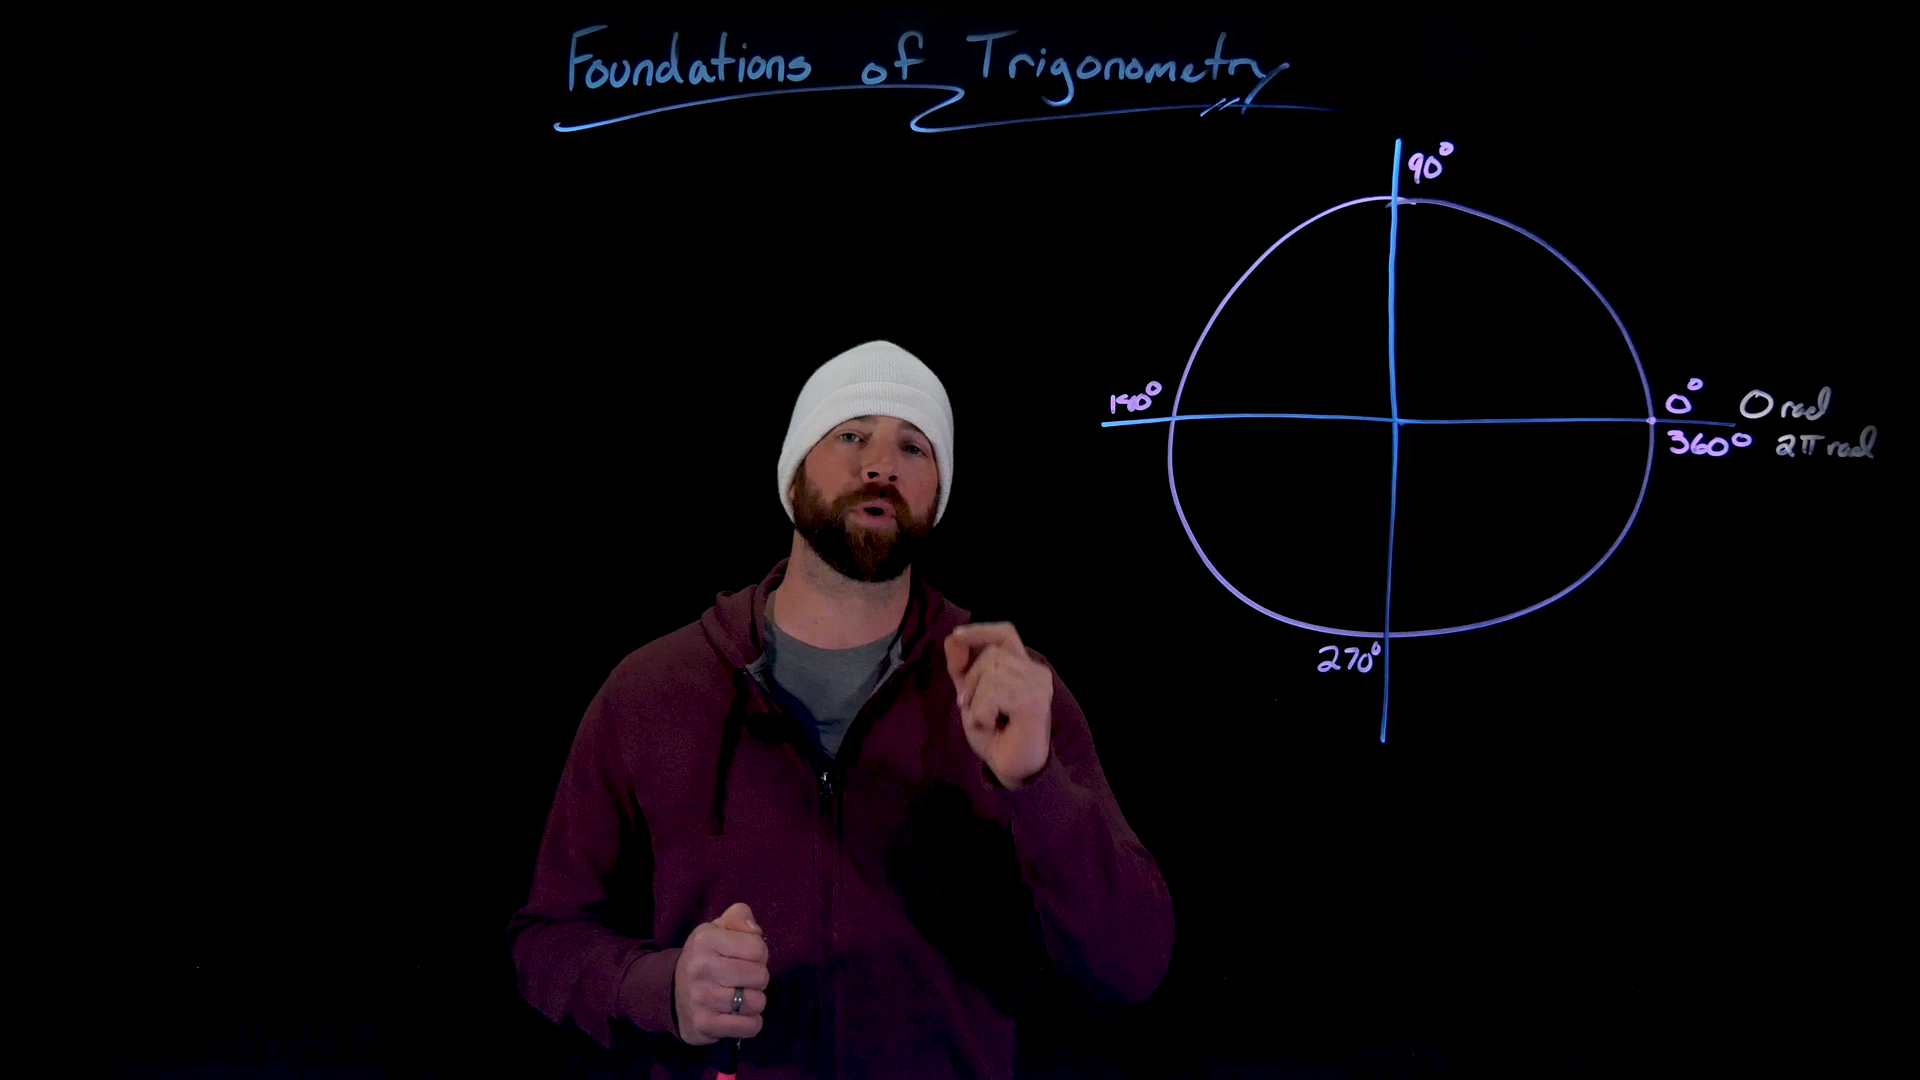 Foundations of Trigonometry
90°
180°
0° 0 rad
360° 2π rad
270°